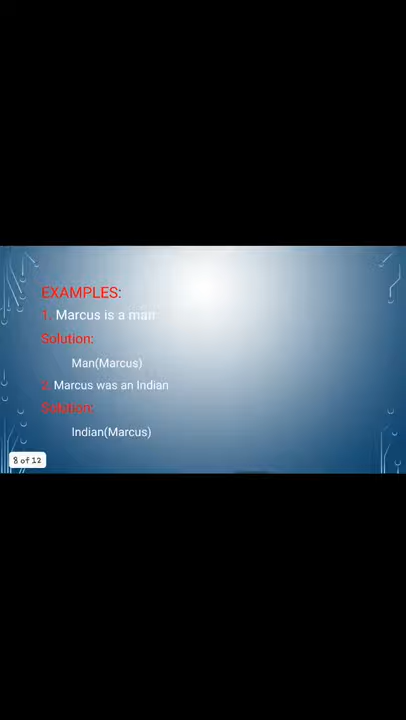 EXAMPLES:
1. Marcus is a man
Solution:
Man(Marcus)
2. Marcus was an Indian
Solution:
Indian(Marcus)
8 of 12